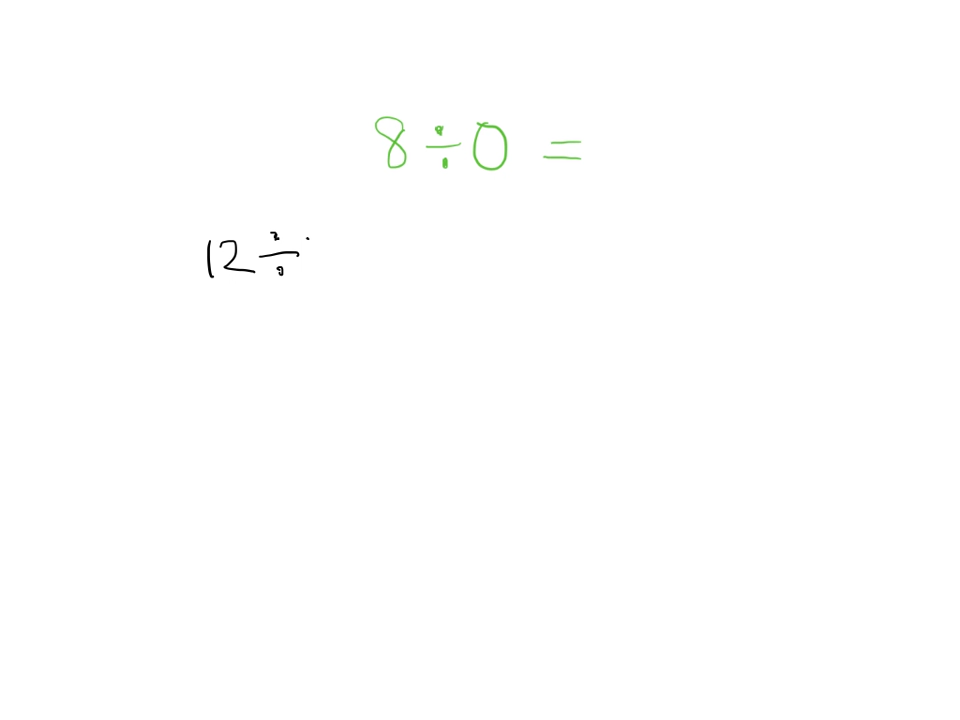 8 ÷ 0 =
12 ÷